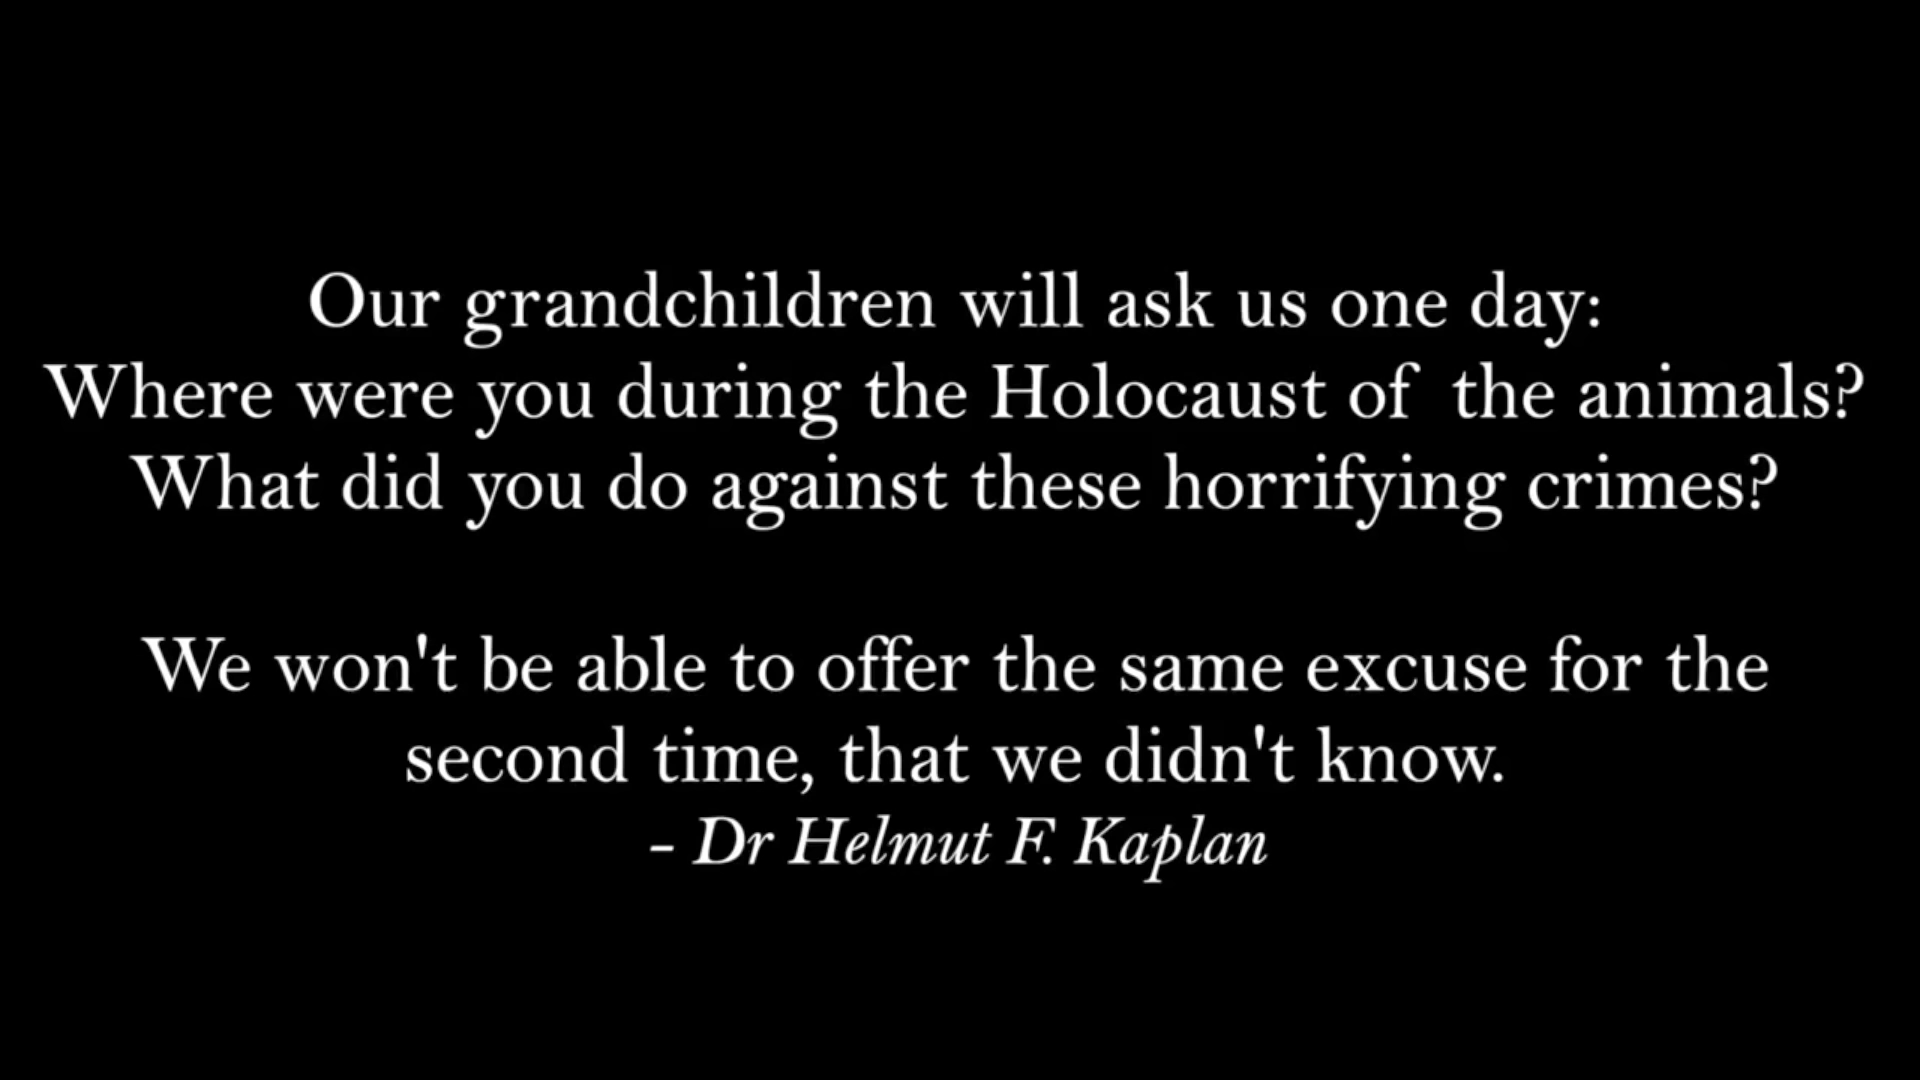 Our grandchildren will ask us one day:
Where were you during the Holocaust of the animals?
What did you do against these horrifying crimes?
We won't be able to offer the same excuse for the
second time, that we didn't know.
- Dr Helmut F. Kaplan